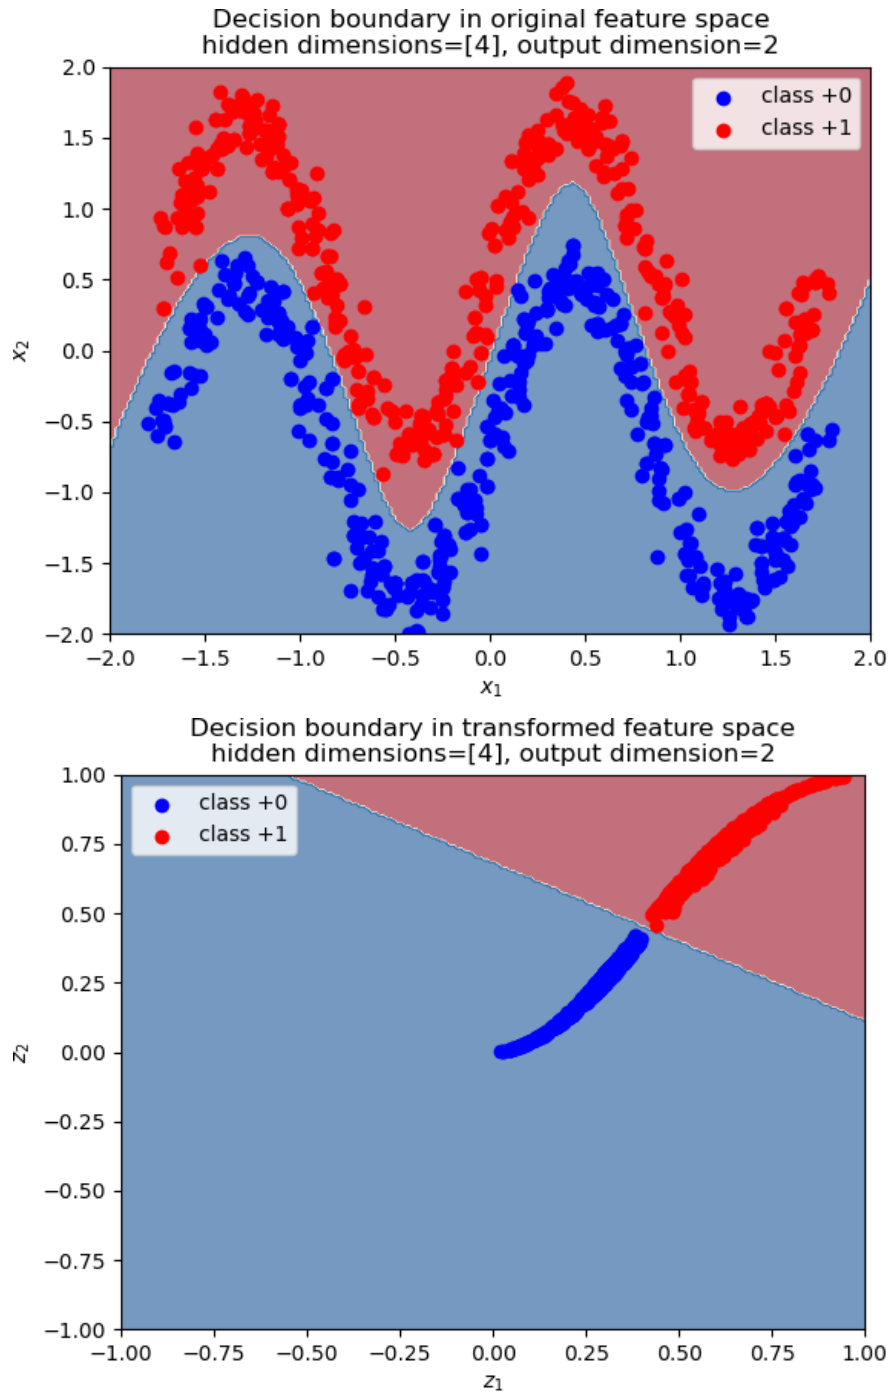 Decision boundary in original feature space
hidden dimensions=[4], output dimension=2
2.0
1.5
1.0
0.5
0.0
−0.5
−1.0
−1.5
−2.0
x₂
class +0
class +1
−2.0 −1.5 −1.0 −0.5 0.0 0.5 1.0 1.5 2.0
x₁
Decision boundary in transformed feature space
hidden dimensions=[4], output dimension=2
1.00
0.75
0.50
0.25
0.00
−0.25
−0.50
−0.75
−1.00
z₂
class +0
class +1
−1.00 −0.75 −0.50 −0.25 0.00 0.25 0.50 0.75 1.00
z₁